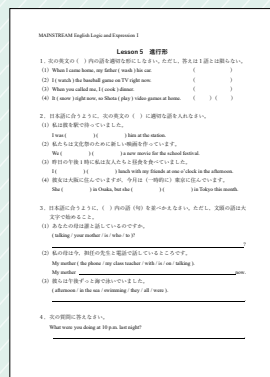 MAINSTREAM English Logic and Expression I
Lesson 5 進行形
1. 次の英文の( )内の語を適切な形にしなさい。ただし、答えは1語とは限らない。
(1) When I came home, my father ( wash ) his car. ( )
(2) I ( watch ) the baseball game on TV right now. ( )
(3) When you called me, I ( cook ) dinner. ( )
(4) It ( snow ) right now, so Shota ( play ) video games at home. ( ) ( )
2. 日本語に合うように、次の英文の( )に適切な語を入れなさい。
(1) 私は彼を駅で待っていました。
I was ( ) ( ) him at the station.
(2) 私たちは文化祭のために新しい映画を作っています。
We ( ) ( ) a new movie for the school festival.
(3) 昨日の午後1時に私は友人たちと昼食を食べていました。
I ( ) ( ) lunch with my friends at one o'clock in the afternoon.
(4) 彼女は大阪に住んでいますが、今月は(一時的に)東京に住んでいます。
She ( ) in Osaka, but she ( ) ( ) in Tokyo this month.
3. 日本語に合うように、( )内の語(句)を並べかえなさい。ただし、文頭の語は大
文字で始めること。
(1) あなたの母は誰と話しているのですか。
( talking / your mother / is / who / to )?
?
(2) 私の母は今、担任の先生と電話で話しているところです。
My mother ( the phone / my class teacher / with / is / on / talking ).
My mother now.
(3) 彼らは午後ずっと海で泳いでいました。
( afternoon / in the sea / swimming / they / all / were ).
4. 次の質問に答えなさい。
What were you doing at 10 p.m. last night?